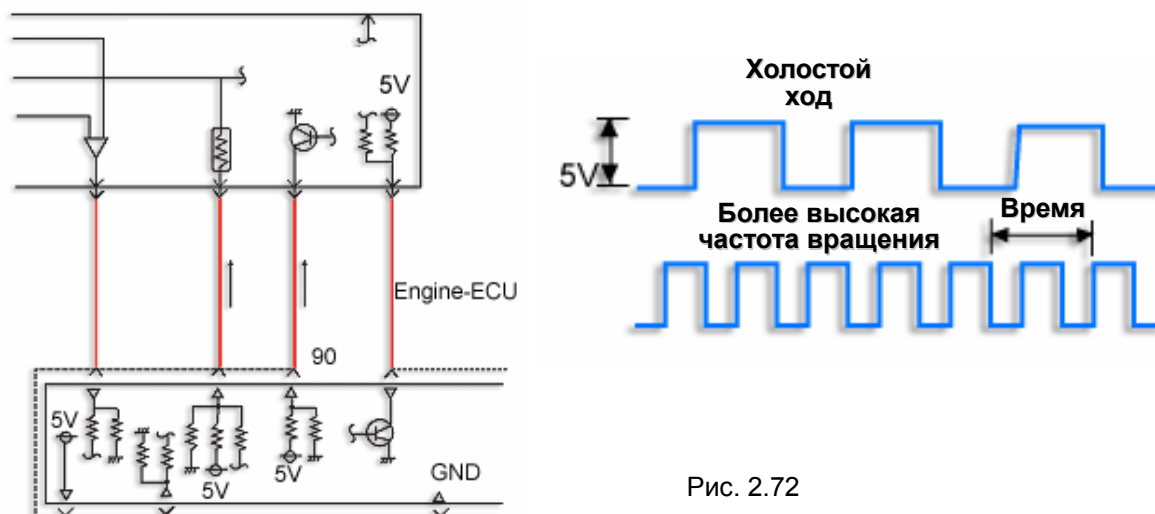 5V
Engine-ECU
90
5V
5V
5V
GND
Холостой
ход
5V
Более высокая
частота вращения
Время
Рис. 2.72